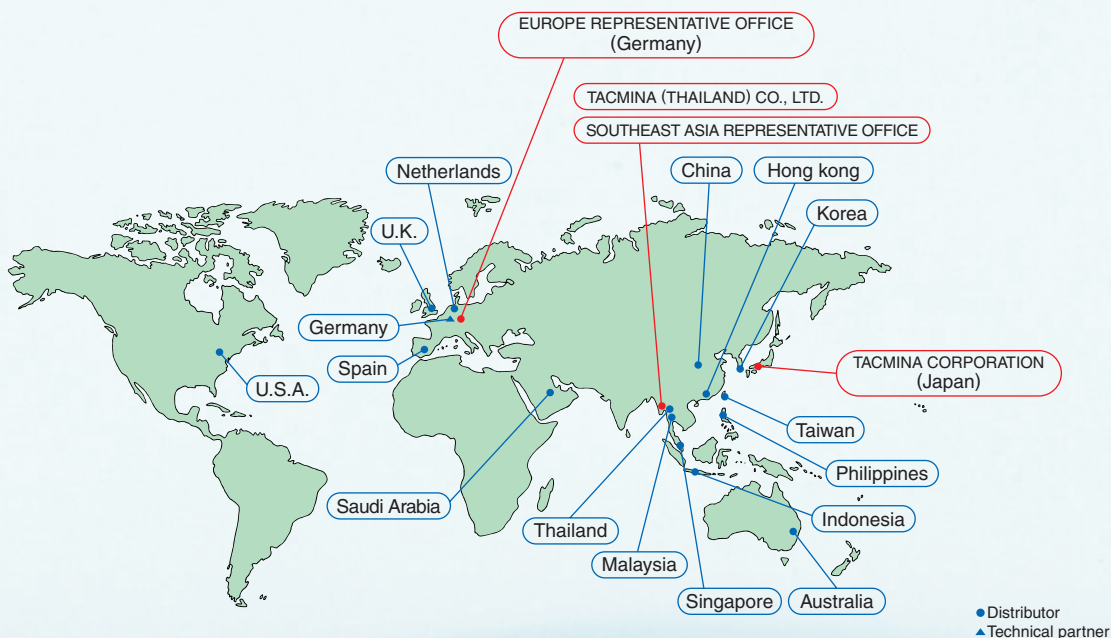 EUROPE REPRESENTATIVE OFFICE
(Germany)
TACMINA (THAILAND) CO., LTD.
SOUTHEAST ASIA REPRESENTATIVE OFFICE
Netherlands
China
Hong kong
U.K.
Korea
Germany
Spain
U.S.A.
TACMINA CORPORATION
(Japan)
Taiwan
Philippines
Saudi Arabia
Indonesia
Thailand
Malaysia
Singapore
Australia
Distributor
Technical partner